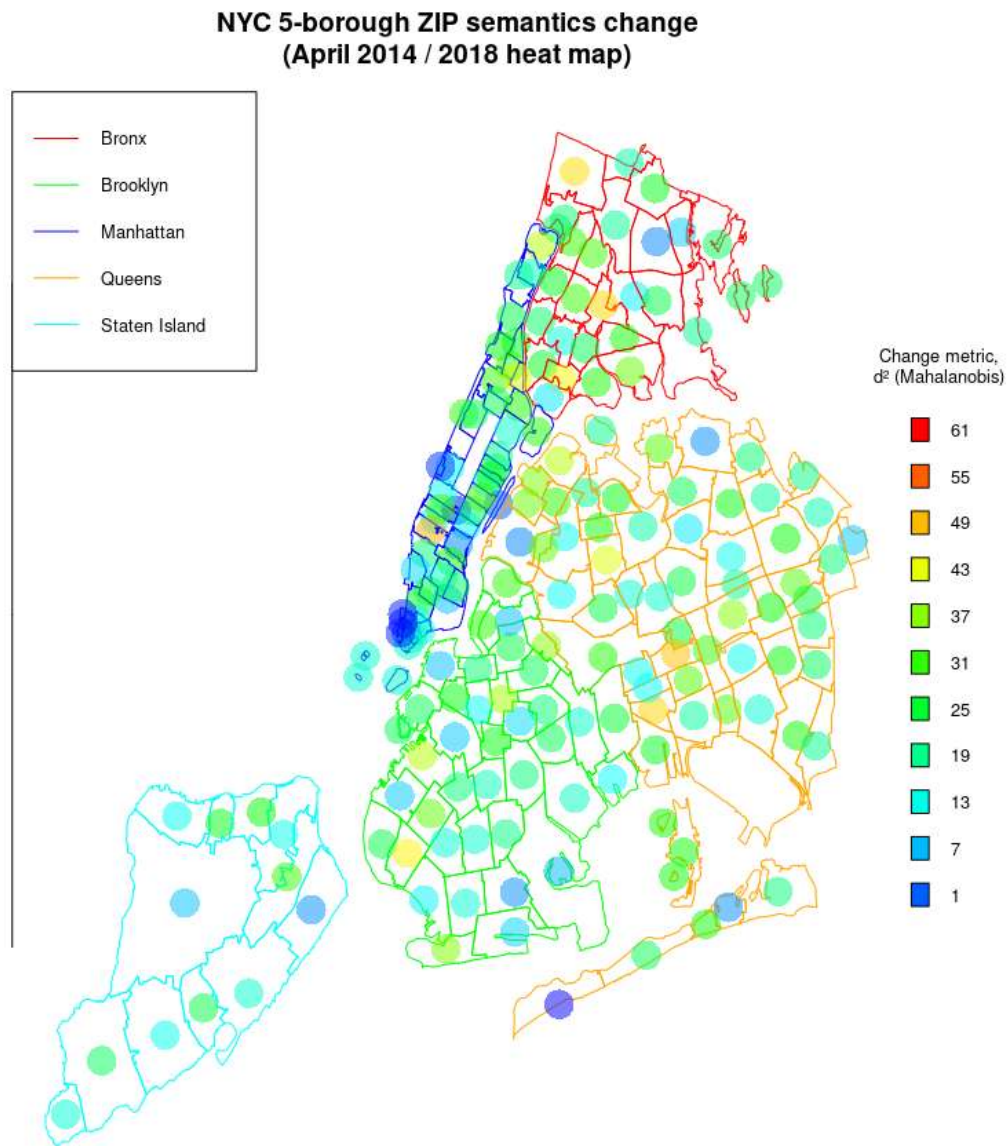 NYC 5-borough ZIP semantics change
(April 2014 / 2018 heat map)
Bronx
Brooklyn
Manhattan
Queens
Staten Island
Change metric,
d² (Mahalanobis)
61
55
49
43
37
31
25
19
13
7
1